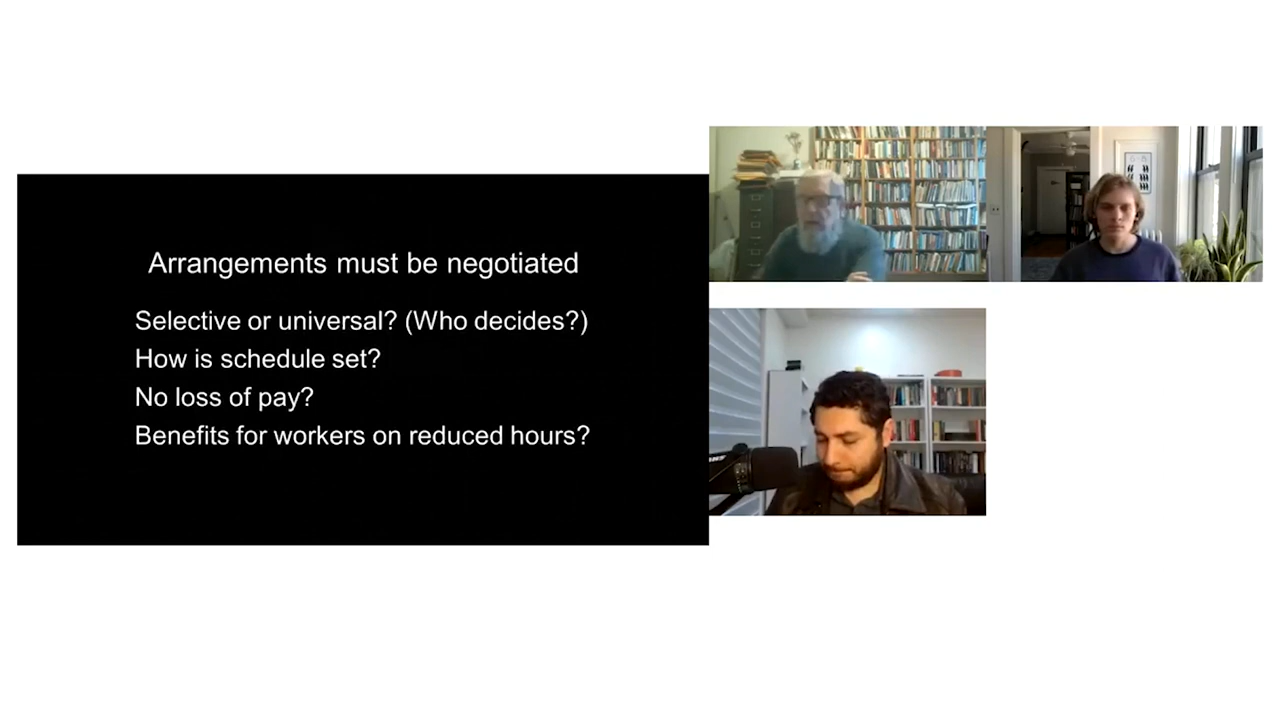 Arrangements must be negotiated
Selective or universal? (Who decides?)
How is schedule set?
No loss of pay?
Benefits for workers on reduced hours?